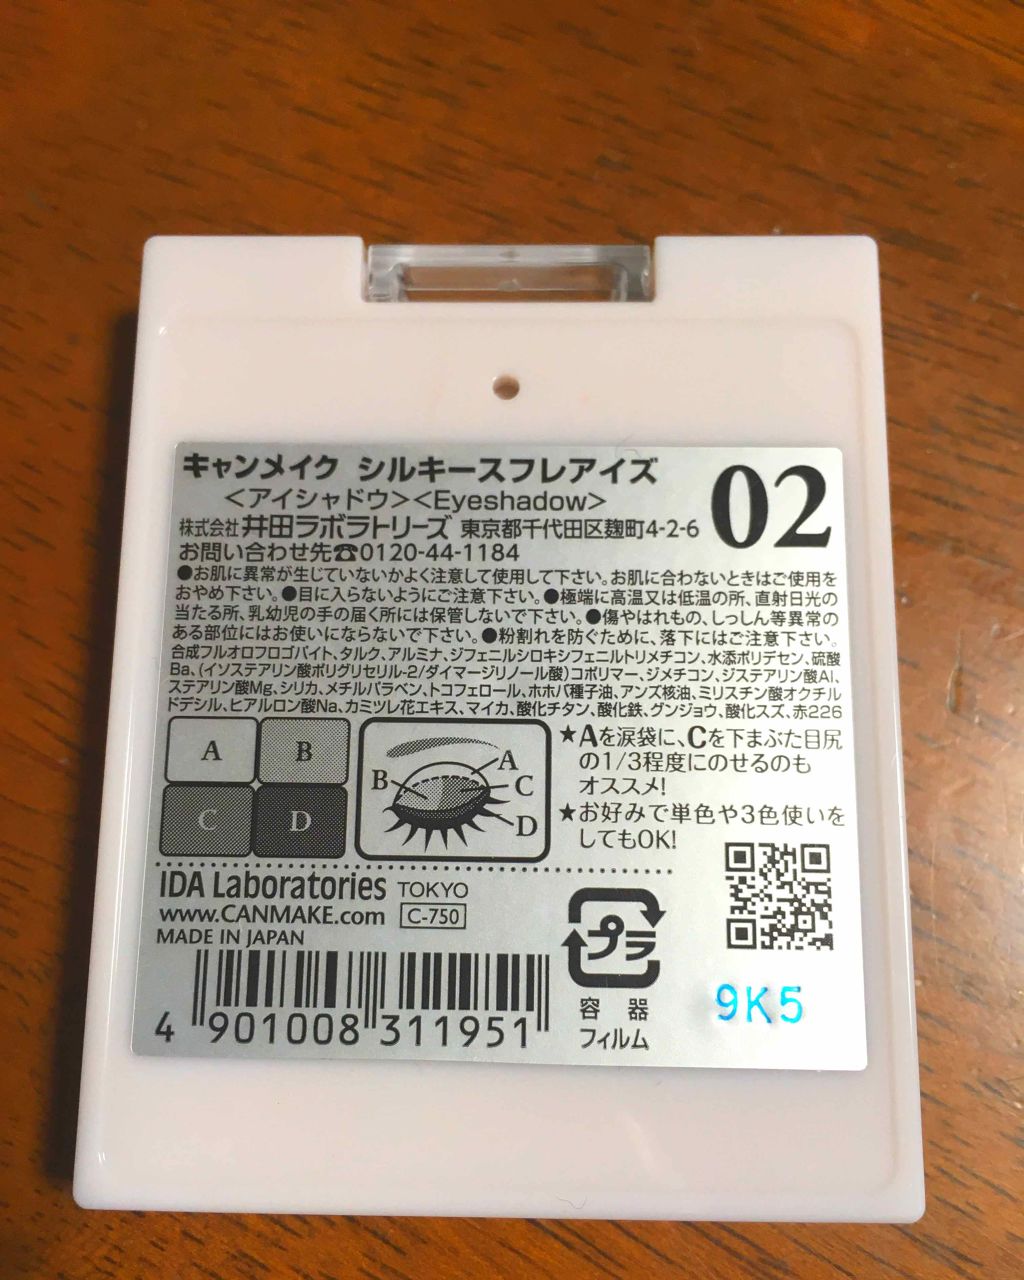 キャンメイク シルキースフレアイズ
02
<アイシャドウ><Eyeshadow>
株式会社 井田ラボラトリーズ 東京都千代田区麹町4-2-6
お問い合わせ先☎0120-44-1184
●お肌に異常が生じていないかよく注意して使用して下さい。お肌に合わないときはご使用を
おやめ下さい。●目に入らないようにご注意下さい。●極端に高温又は低温の所、直射日光の
当たる所、乳幼児の手の届く所には保管しないで下さい。●傷やはれもの、しっしん等異常の
ある部位にはお使いにならないで下さい。●粉割れを防ぐために、落下にはご注意下さい。
合成フルオロフロゴパイト、タルク、アルミナ、ジフェニルシロキシフェニルトリメチコン、水添ポリデセン、硫酸
Ba、(イソステアリン酸ポリグリセリル-2/ダイマージリノール酸)コポリマー、ジメチコン、ジステアリン酸Al、
ステアリン酸Mg、シリカ、メチルパラベン、トコフェロール、ホホバ種子油、アンズ核油、ミリスチン酸オクチル
ドデシル、ヒアルロン酸Na、カミツレ花エキス、マイカ、酸化チタン、酸化鉄、グンジョウ、酸化スズ、赤226
A B
C D
A
B
C
D
★Aを涙袋に、Cを下まぶた目尻
の1/3程度にのせるのも
オススメ!
★お好みで単色や3色使いを
してもOK!
IDA Laboratories TOKYO
www.CANMAKE.com C-750
MADE IN JAPAN
4 901008 311951
プラ
容 器
フィルム
9K5